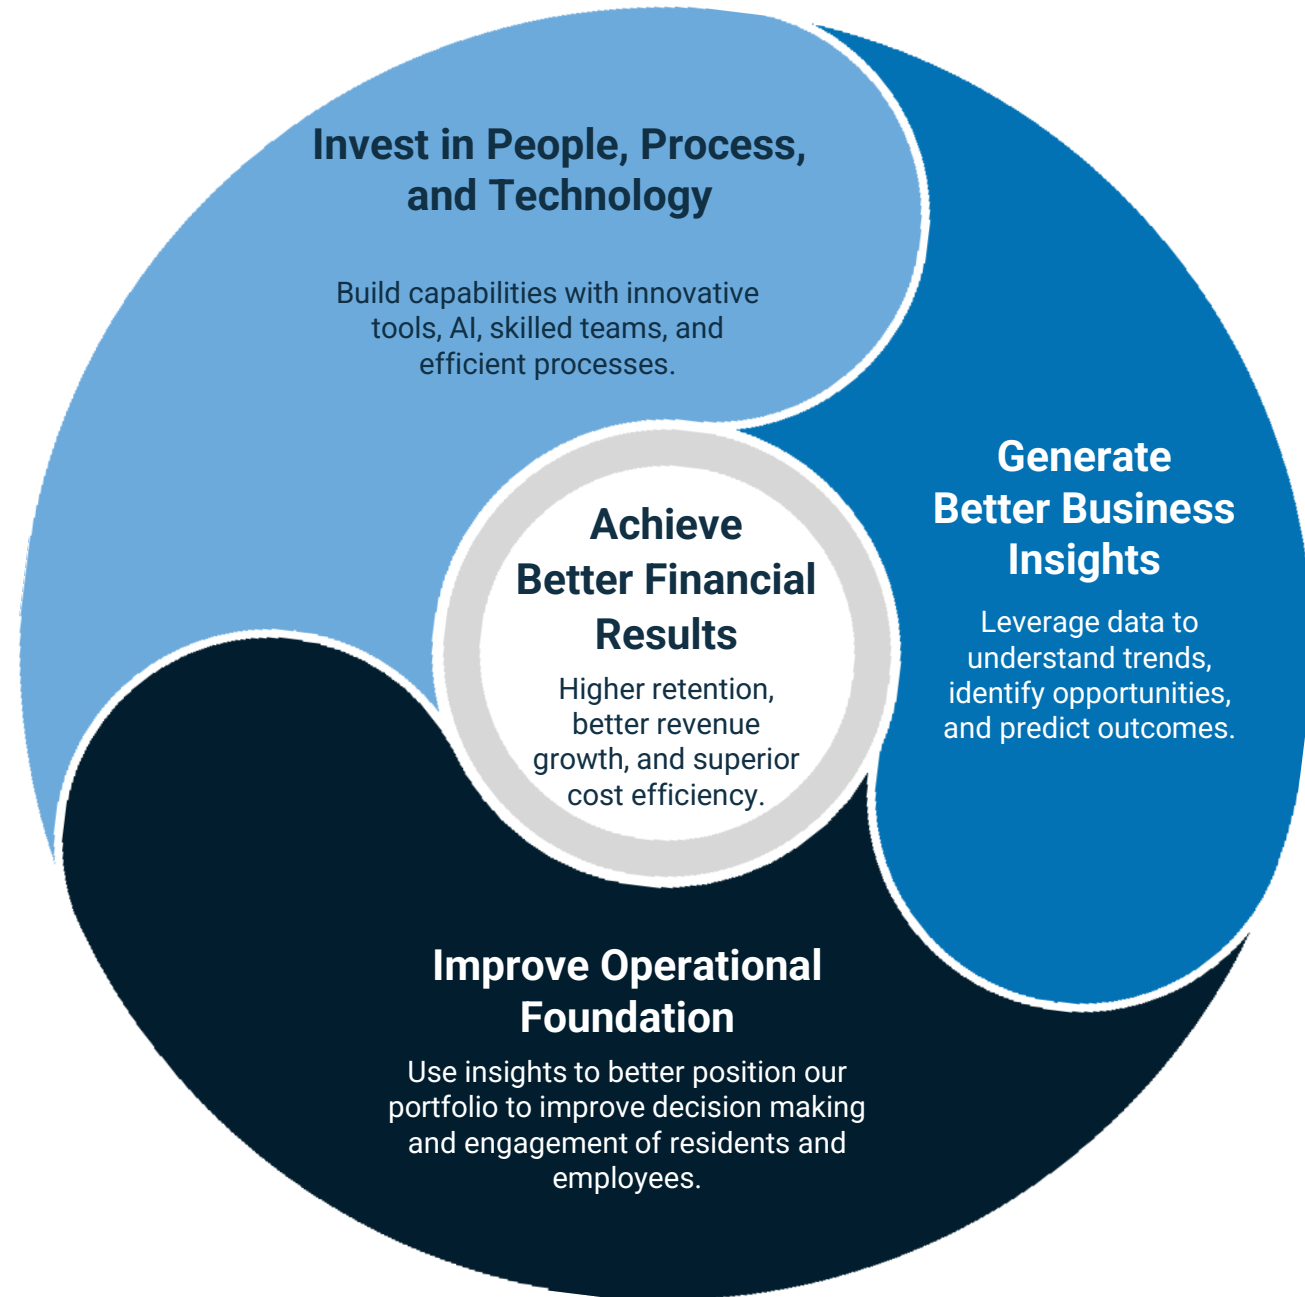 Invest in People, Process,
and Technology
Build capabilities with innovative
tools, AI, skilled teams, and
efficient processes.
Generate
Better Business
Insights
Leverage data to
understand trends,
identify opportunities,
and predict outcomes.
Achieve
Better Financial
Results
Higher retention,
better revenue
growth, and superior
cost efficiency.
Improve Operational
Foundation
Use insights to better position our
portfolio to improve decision making
and engagement of residents and
employees.